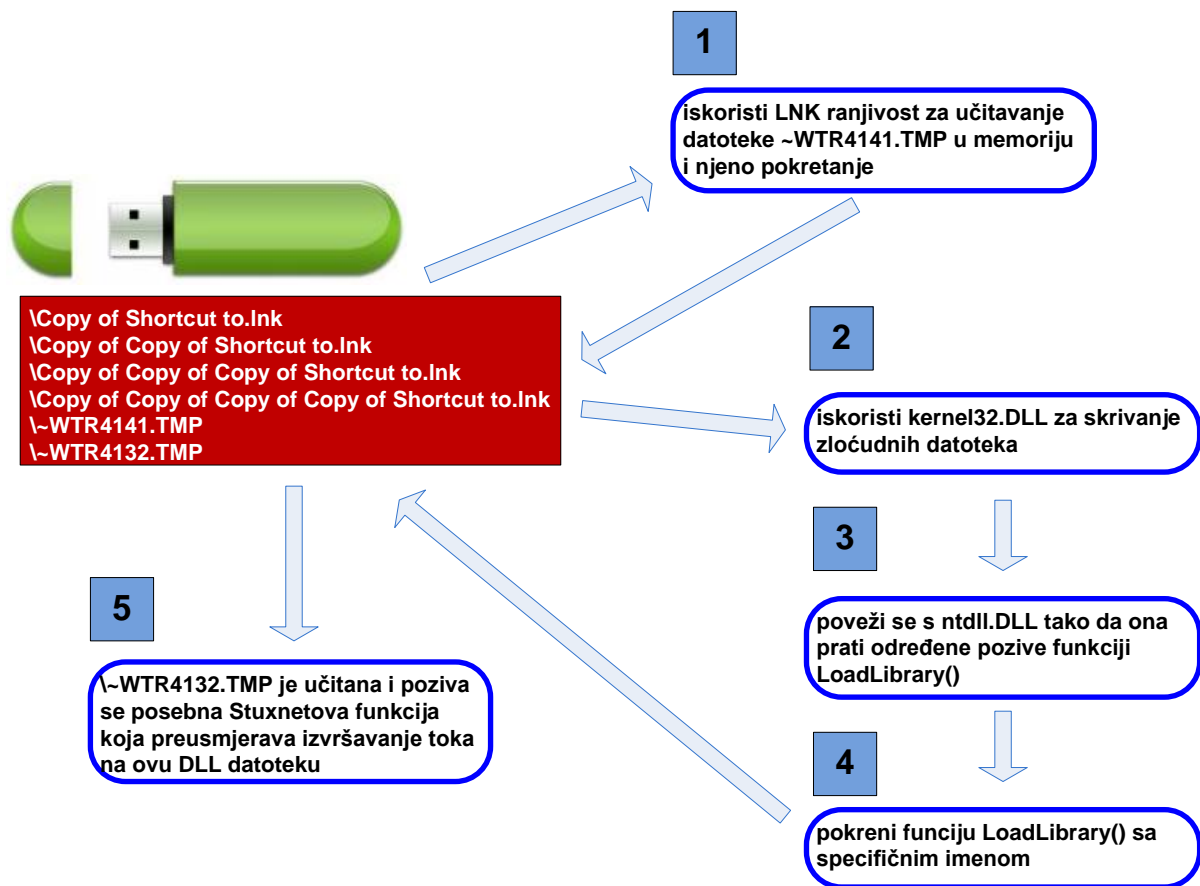 1
iskoristi LNK ranjivost za učitavanje
datoteke ~WTR4141.TMP u memoriju
i njeno pokretanje
\Copy of Shortcut to.lnk
\Copy of Copy of Shortcut to.lnk
\Copy of Copy of Copy of Shortcut to.lnk
\Copy of Copy of Copy of Copy of Shortcut to.lnk
\~WTR4141.TMP
\~WTR4132.TMP
2
iskoristi kernel32.DLL za skrivanje
zloćudnih datoteka
3
poveži se s ntdll.DLL tako da ona
prati određene pozive funkciji
LoadLibrary()
4
pokreni funciju LoadLibrary() sa
specifičnim imenom
5
\~WTR4132.TMP je učitana i poziva
se posebna Stuxnetova funkcija
koja preusmjerava izvršavanje toka
na ovu DLL datoteku